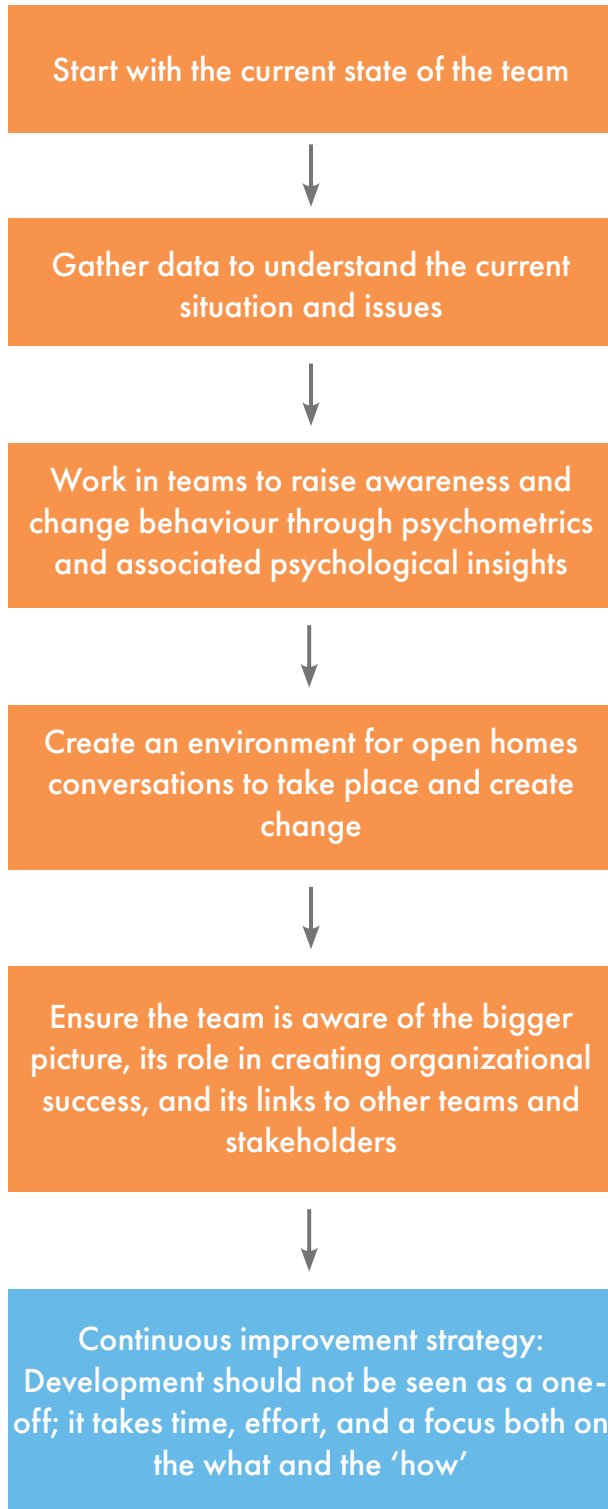 Start with the current state of the team
Gather data to understand the current
situation and issues
Work in teams to raise awareness and
change behaviour through psychometrics
and associated psychological insights
Create an environment for open homes
conversations to take place and create
change
Ensure the team is aware of the bigger
picture, its role in creating organizational
success, and its links to other teams and
stakeholders
Continuous improvement strategy:
Development should not be seen as a one-
off; it takes time, effort, and a focus both on
the what and the ‘how’